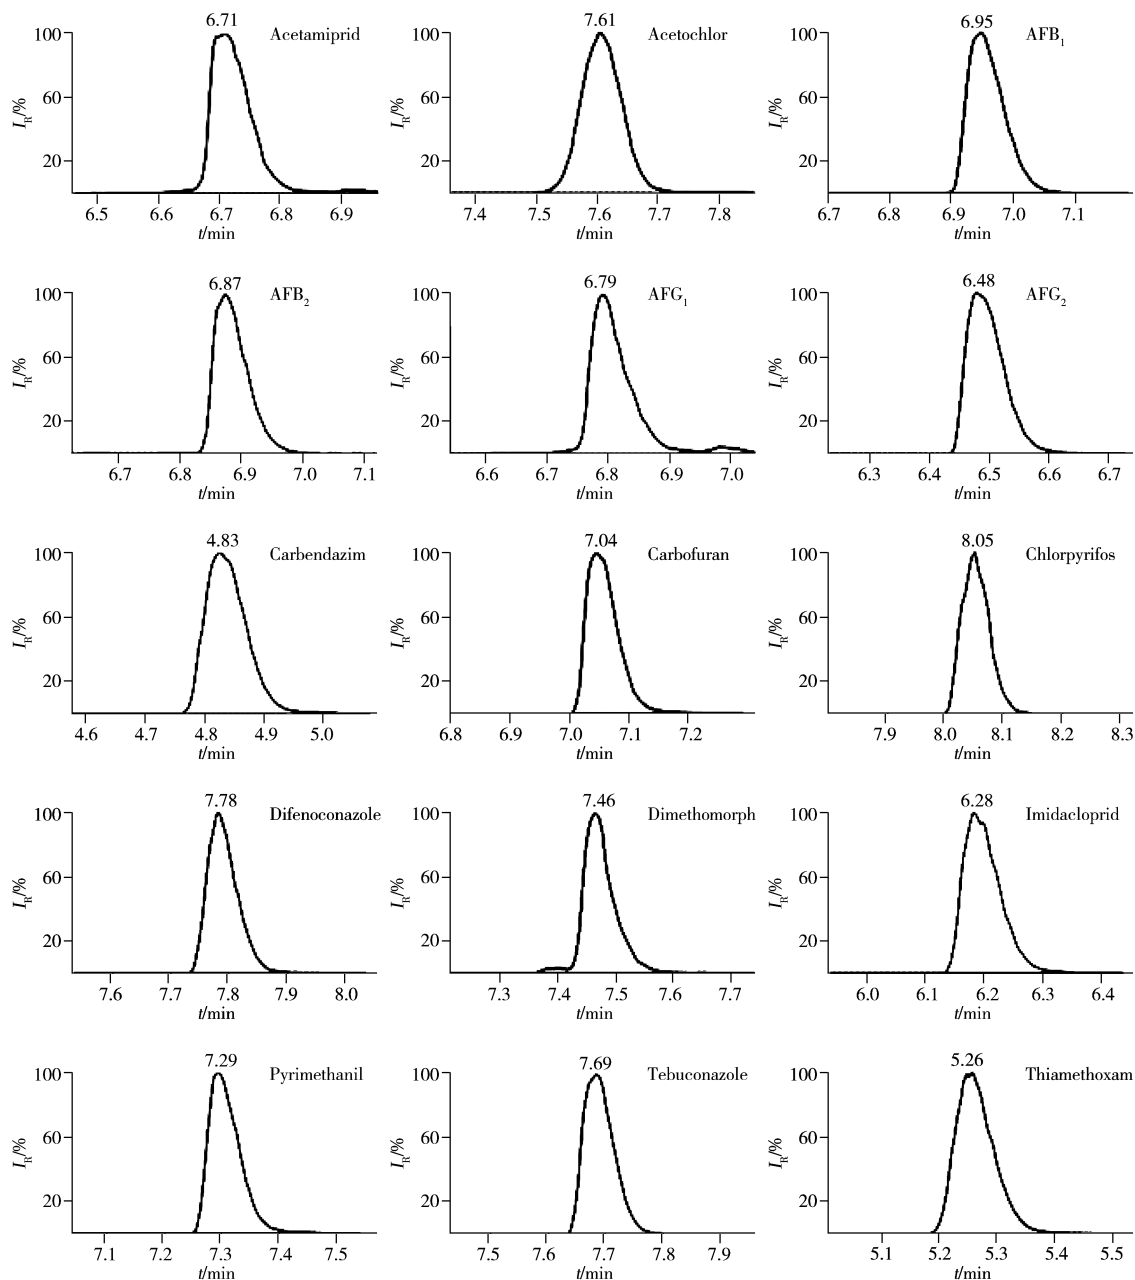 6.71 Acetamiprid
100
60
20
I_R/%
6.5 6.6 6.7 6.8 6.9
t/min
7.61 Acetochlor
100
60
20
I_R/%
7.4 7.5 7.6 7.7 7.8
t/min
6.95 AFB₁
100
60
20
I_R/%
6.7 6.8 6.9 7.0 7.1
t/min
6.87 AFB₂
100
60
20
I_R/%
6.7 6.8 6.9 7.0 7.1
t/min
6.79 AFG₁
100
60
20
I_R/%
6.6 6.7 6.8 6.9 7.0
t/min
6.48 AFG₂
100
60
20
I_R/%
6.3 6.4 6.5 6.6 6.7
t/min
4.83 Carbendazim
100
60
20
I_R/%
4.6 4.7 4.8 4.9 5.0
t/min
7.04 Carbofuran
100
60
20
I_R/%
6.8 6.9 7.0 7.1 7.2
t/min
8.05 Chlorpyrifos
100
60
20
I_R/%
7.9 8.0 8.1 8.2 8.3
t/min
7.78 Difenoconazole
100
60
20
I_R/%
7.6 7.7 7.8 7.9 8.0
t/min
7.46 Dimethomorph
100
60
20
I_R/%
7.3 7.4 7.5 7.6 7.7
t/min
6.28 Imidacloprid
100
60
20
I_R/%
6.0 6.1 6.2 6.3 6.4
t/min
7.29 Pyrimethanil
100
60
20
I_R/%
7.1 7.2 7.3 7.4 7.5
t/min
7.69 Tebuconazole
100
60
20
I_R/%
7.5 7.6 7.7 7.8 7.9
t/min
5.26 Thiamethoxam
100
60
20
I_R/%
5.1 5.2 5.3 5.4 5.5
t/min